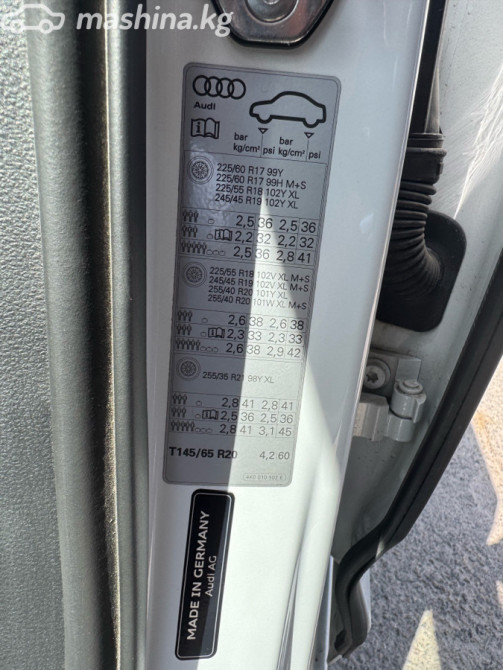 mashina.kg
Audi
bar bar
kg/cm² psi kg/cm² psi
225/60 R17 99Y
225/60 R17 99H M+S
225/55 R18 102Y XL
245/45 R19 102Y XL
2,5 36 2,5 36
2,2 32 2,2 32
2,5 36 2,8 41
225/55 R18 102V XL M+S
245/45 R19 102V XL M+S
255/40 R20 101Y XL
255/40 R20 101W XL M+S
2,6 38 2,6 38
2,3 33 2,3 33
2,6 38 2,9 42
255/35 R21 98Y XL
2,8 41 2,8 41
2,5 36 2,5 36
2,8 41 3,1 45
T145/65 R20 4,2 60
MADE IN GERMANY
Audi AG